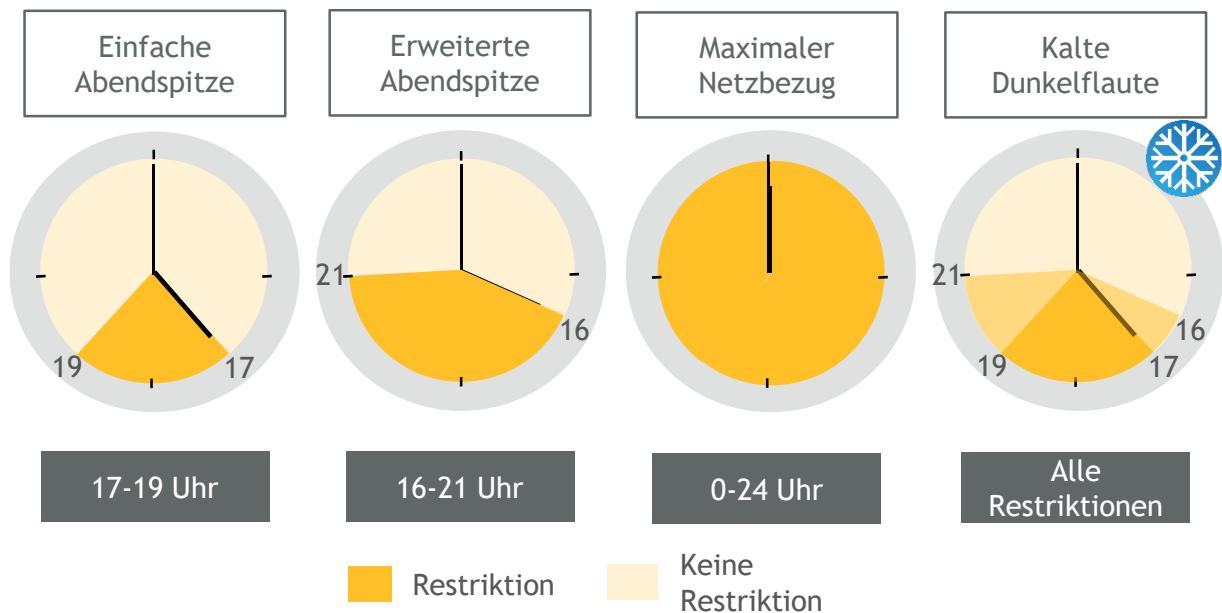 Einfache
Abendspitze
Erweiterte
Abendspitze
Maximaler
Netzbezug
Kalte
Dunkelflaute
19
17
21
16
21
16
19
17
17-19 Uhr
16-21 Uhr
0-24 Uhr
Alle
Restriktionen
Restriktion
Keine
Restriktion